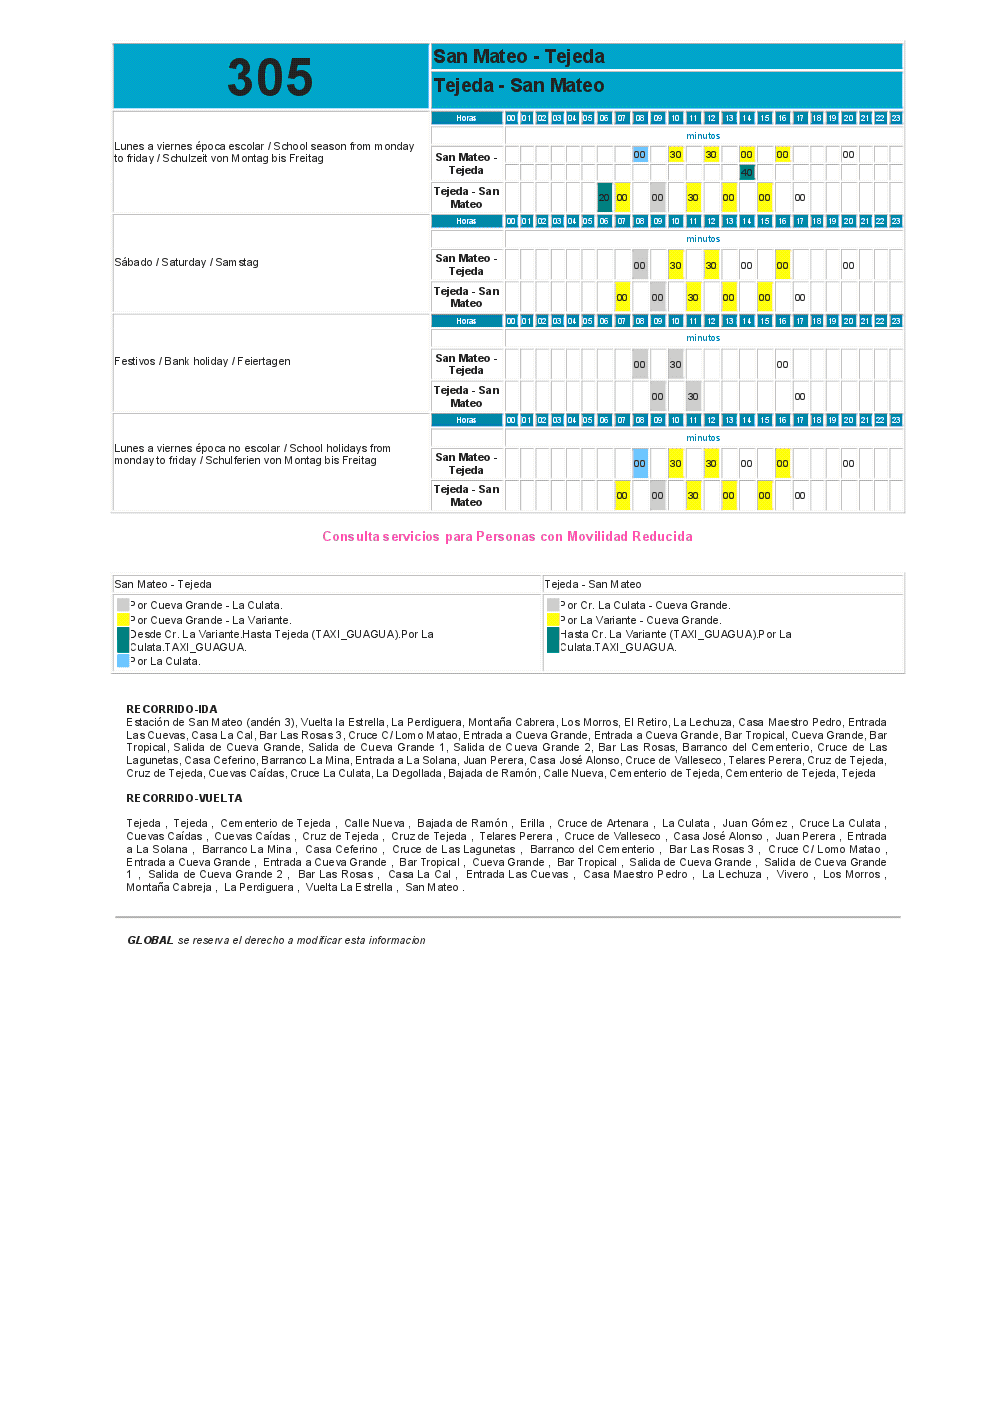 305
San Mateo - Tejeda
Tejeda - San Mateo
Lunes a viernes época escolar / School season from monday
to friday / Schulzeit von Montag bis Freitag
Horas 00 01 02 03 04 05 06 07 08 09 10 11 12 13 14 15 16 17 18 19 20 21 22 23
minutos
San Mateo -
Tejeda
00 30 30 00 00 00
40
Tejeda - San
Mateo
20 00 00 30 00 00 00
Sábado / Saturday / Samstag
Horas 00 01 02 03 04 05 06 07 08 09 10 11 12 13 14 15 16 17 18 19 20 21 22 23
minutos
San Mateo -
Tejeda
00 30 30 00 00 00
Tejeda - San
Mateo
00 00 30 00 00 00
Festivos / Bank holiday / Feiertagen
Horas 00 01 02 03 04 05 06 07 08 09 10 11 12 13 14 15 16 17 18 19 20 21 22 23
minutos
San Mateo -
Tejeda
00 30 00
Tejeda - San
Mateo
00 30 00
Lunes a viernes época no escolar / School holidays from
monday to friday / Schulferien von Montag bis Freitag
Horas 00 01 02 03 04 05 06 07 08 09 10 11 12 13 14 15 16 17 18 19 20 21 22 23
minutos
San Mateo -
Tejeda
00 30 30 00 00 00
Tejeda - San
Mateo
00 00 30 00 00 00
Consulta servicios para Personas con Movilidad Reducida
San Mateo - Tejeda
Por Cueva Grande - La Culata.
Por Cueva Grande - La Variante.
Desde Cr. La Variante.Hasta Tejeda (TAXI_GUAGUA).Por La
Culata.TAXI_GUAGUA.
Por La Culata.
Tejeda - San Mateo
Por Cr. La Culata - Cueva Grande.
Por La Variante - Cueva Grande.
Hasta Cr. La Variante (TAXI_GUAGUA).Por La
Culata.TAXI_GUAGUA.
RECORRIDO-IDA
Estación de San Mateo (andén 3), Vuelta la Estrella, La Perdiguera, Montaña Cabrera, Los Morros, El Retiro, La Lechuza, Casa Maestro Pedro, Entrada
Las Cuevas, Casa La Cal, Bar Las Rosas 3, Cruce C/ Lomo Matao, Entrada a Cueva Grande, Entrada a Cueva Grande, Bar Tropical, Cueva Grande, Bar
Tropical, Salida de Cueva Grande, Salida de Cueva Grande 1, Salida de Cueva Grande 2, Bar Las Rosas, Barranco del Cementerio, Cruce de Las
Lagunetas, Casa Ceferino, Barranco La Mina, Entrada a La Solana, Juan Perera, Casa José Alonso, Cruce de Valleseco, Telares Perera, Cruz de Tejeda,
Cruz de Tejeda, Cuevas Caídas, Cruce La Culata, La Degollada, Bajada de Ramón, Calle Nueva, Cementerio de Tejeda, Cementerio de Tejeda, Tejeda
RECORRIDO-VUELTA
Tejeda , Tejeda , Cementerio de Tejeda , Calle Nueva , Bajada de Ramón , Erilla , Cruce de Artenara , La Culata , Juan Gómez , Cruce La Culata ,
Cuevas Caídas , Cuevas Caídas , Cruz de Tejeda , Cruz de Tejeda , Telares Perera , Cruce de Valleseco , Casa José Alonso , Juan Perera , Entrada
a La Solana , Barranco La Mina , Casa Ceferino , Cruce de Las Lagunetas , Barranco del Cementerio , Bar Las Rosas 3 , Cruce C/ Lomo Matao ,
Entrada a Cueva Grande , Entrada a Cueva Grande , Bar Tropical , Cueva Grande , Bar Tropical , Salida de Cueva Grande , Salida de Cueva Grande
1 , Salida de Cueva Grande 2 , Bar Las Rosas , Casa La Cal , Entrada Las Cuevas , Casa Maestro Pedro , La Lechuza , Vivero , Los Morros ,
Montaña Cabreja , La Perdiguera , Vuelta La Estrella , San Mateo .
GLOBAL se reserva el derecho a modificar esta informacion